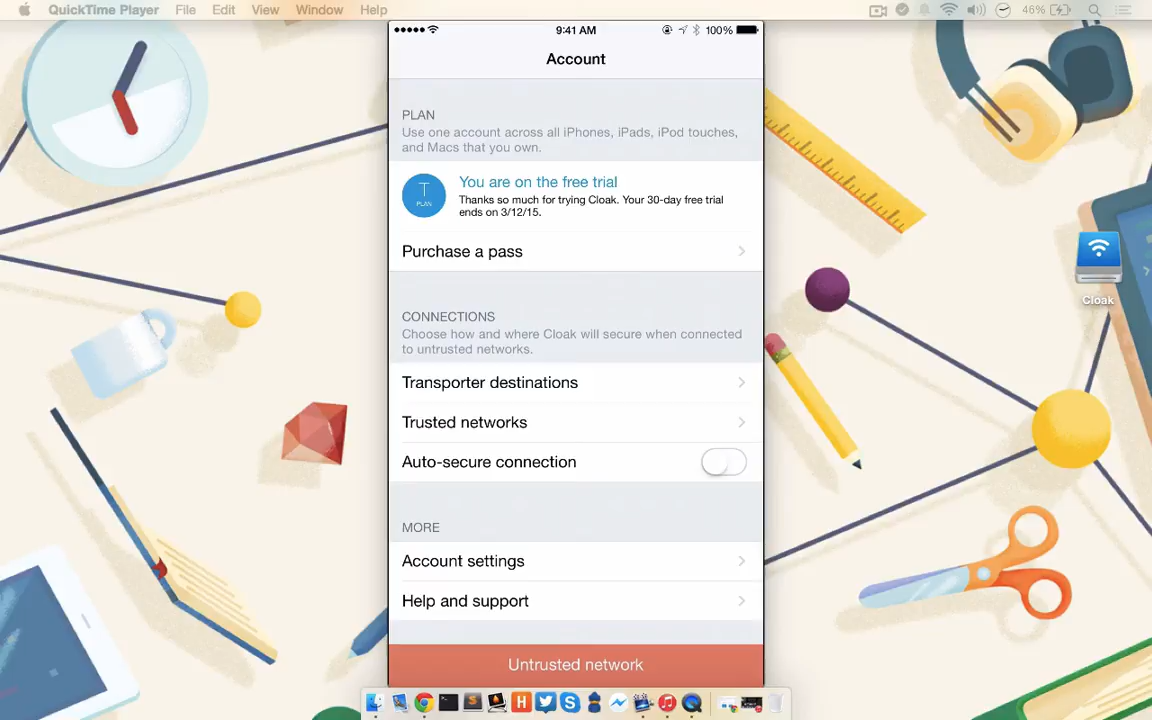 QuickTime Player File Edit View Window Help 46%
9:41 AM 100%
Account
PLAN
Use one account across all iPhones, iPads, iPod touches,
and Macs that you own.
T
PLAN
You are on the free trial
Thanks so much for trying Cloak. Your 30-day free trial
ends on 3/12/15.
Purchase a pass
CONNECTIONS
Choose how and where Cloak will secure when connected
to untrusted networks.
Transporter destinations
Trusted networks
Auto-secure connection
MORE
Account settings
Help and support
Untrusted network
Cloak